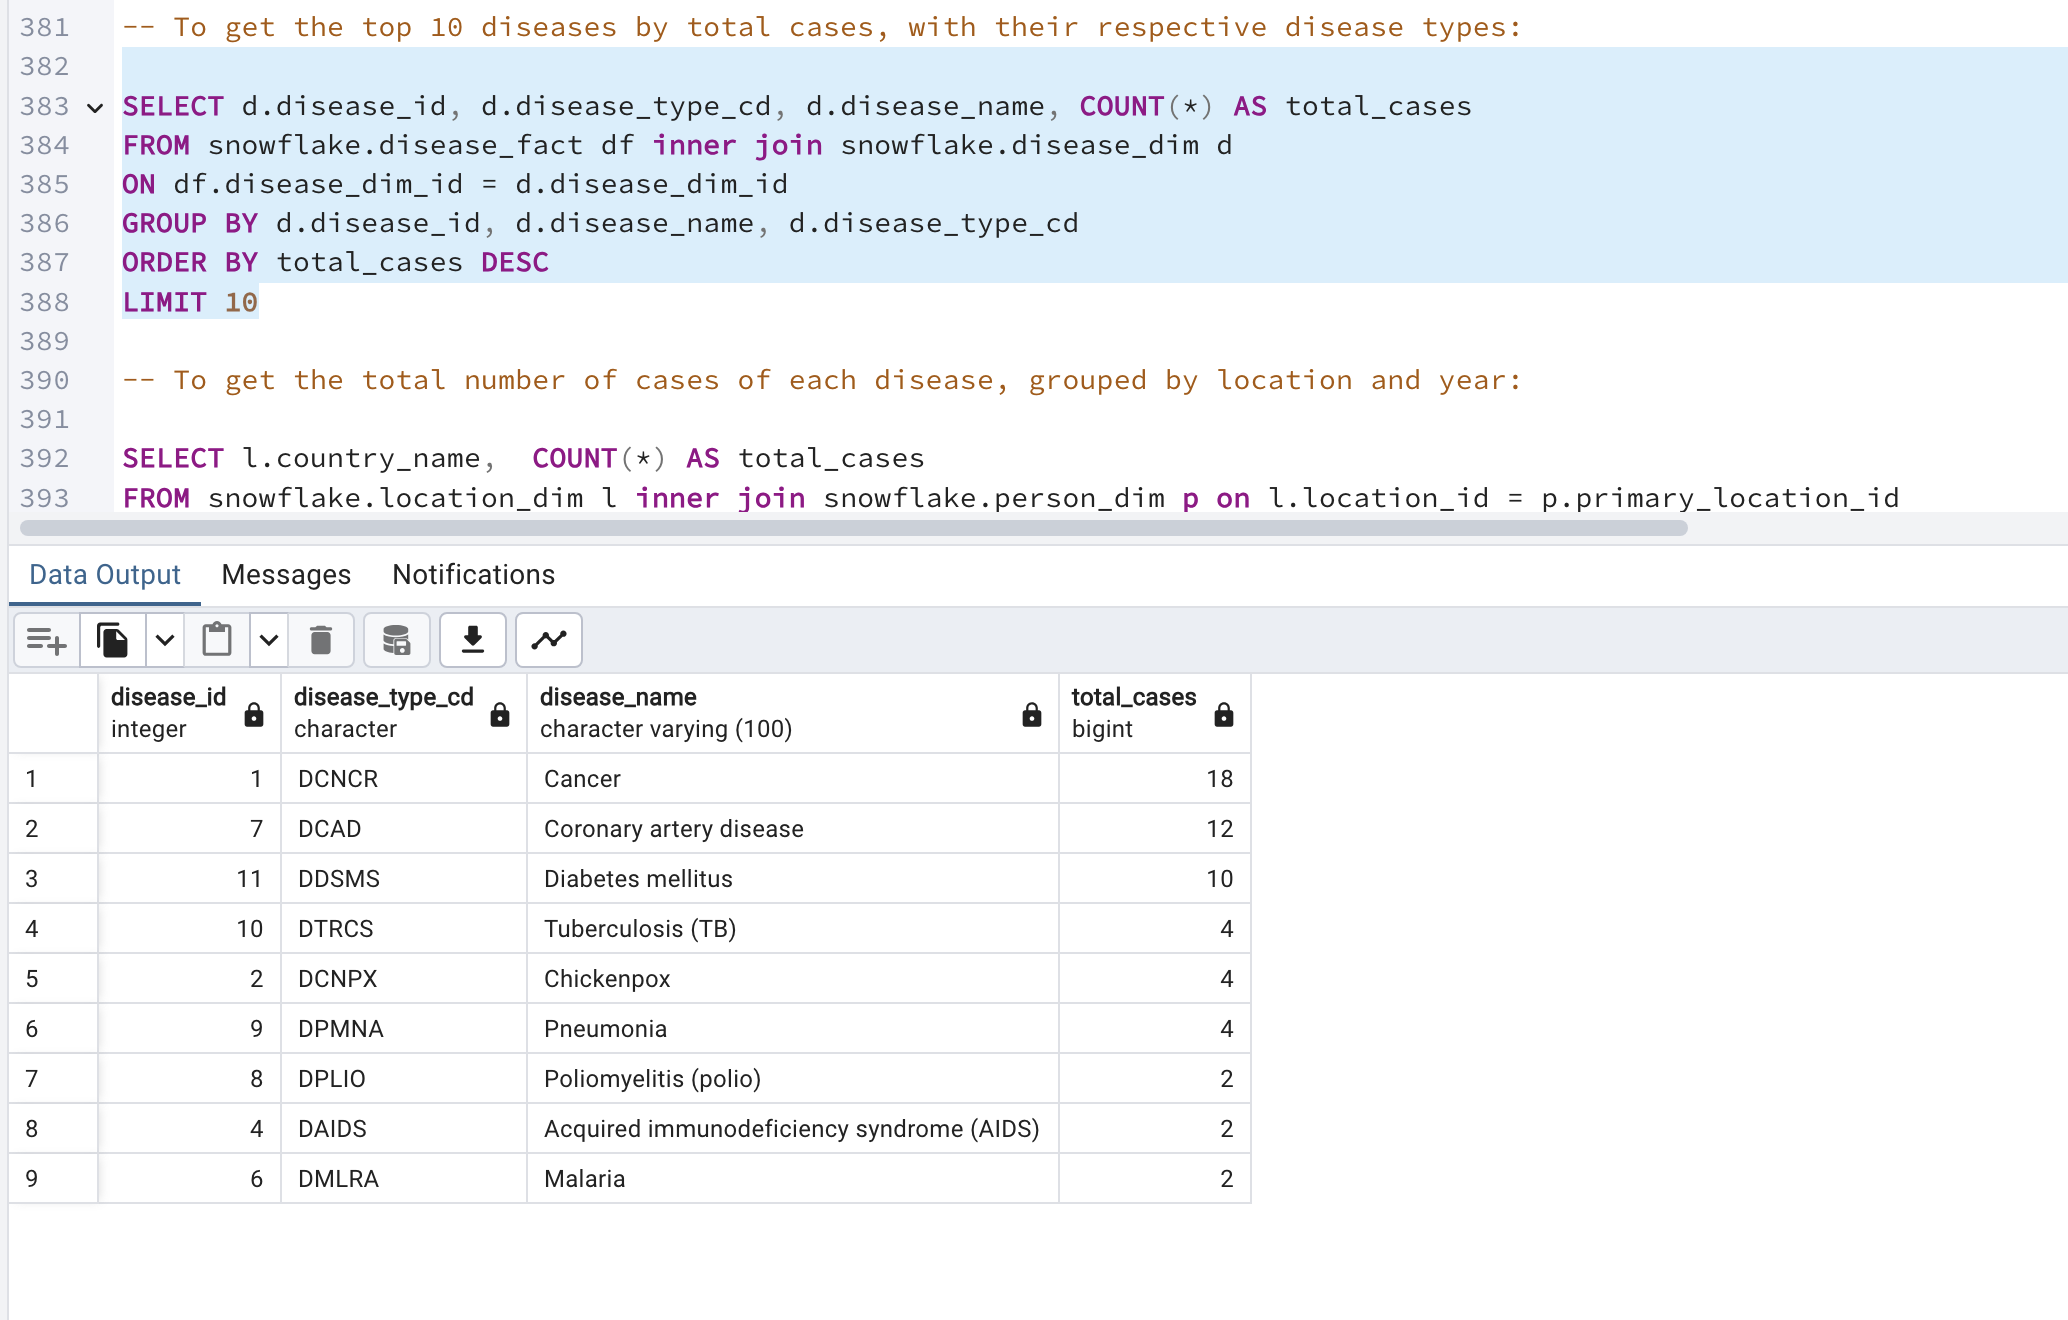 381 -- To get the top 10 diseases by total cases, with their respective disease types:
382
383 SELECT d.disease_id, d.disease_type_cd, d.disease_name, COUNT(*) AS total_cases
384 FROM snowflake.disease_fact df inner join snowflake.disease_dim d
385 ON df.disease_dim_id = d.disease_dim_id
386 GROUP BY d.disease_id, d.disease_name, d.disease_type_cd
387 ORDER BY total_cases DESC
388 LIMIT 10
389
390 -- To get the total number of cases of each disease, grouped by location and year:
391
392 SELECT l.country_name,  COUNT(*) AS total_cases
393 FROM snowflake.location_dim l inner join snowflake.person_dim p on l.location_id = p.primary_location_id
Data Output Messages Notifications
disease_id disease_type_cd disease_name total_cases
integer character character varying (100) bigint
1 1 DCNCR Cancer 18
2 7 DCAD Coronary artery disease 12
3 11 DDSMS Diabetes mellitus 10
4 10 DTRCS Tuberculosis (TB) 4
5 2 DCNPX Chickenpox 4
6 9 DPMNA Pneumonia 4
7 8 DPLIO Poliomyelitis (polio) 2
8 4 DAIDS Acquired immunodeficiency syndrome (AIDS) 2
9 6 DMLRA Malaria 2